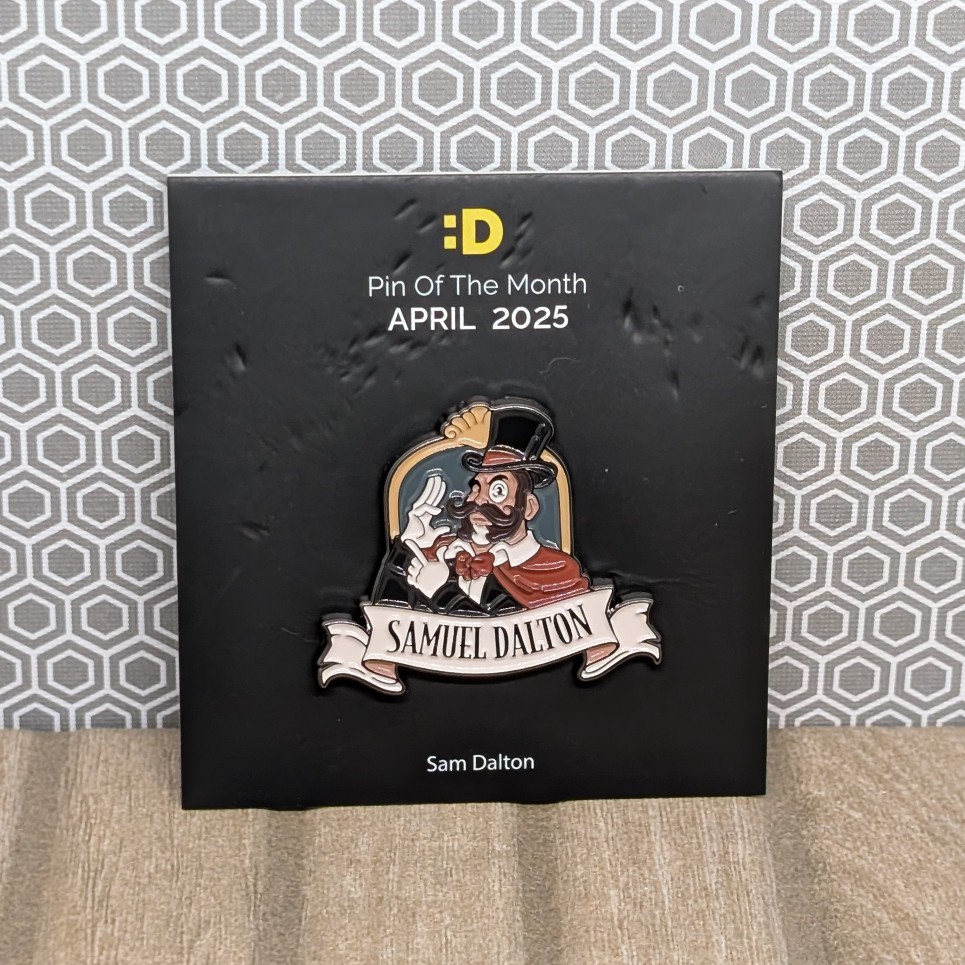 :D
Pin Of The Month
APRIL 2025
SAMUEL DALTON
Sam Dalton